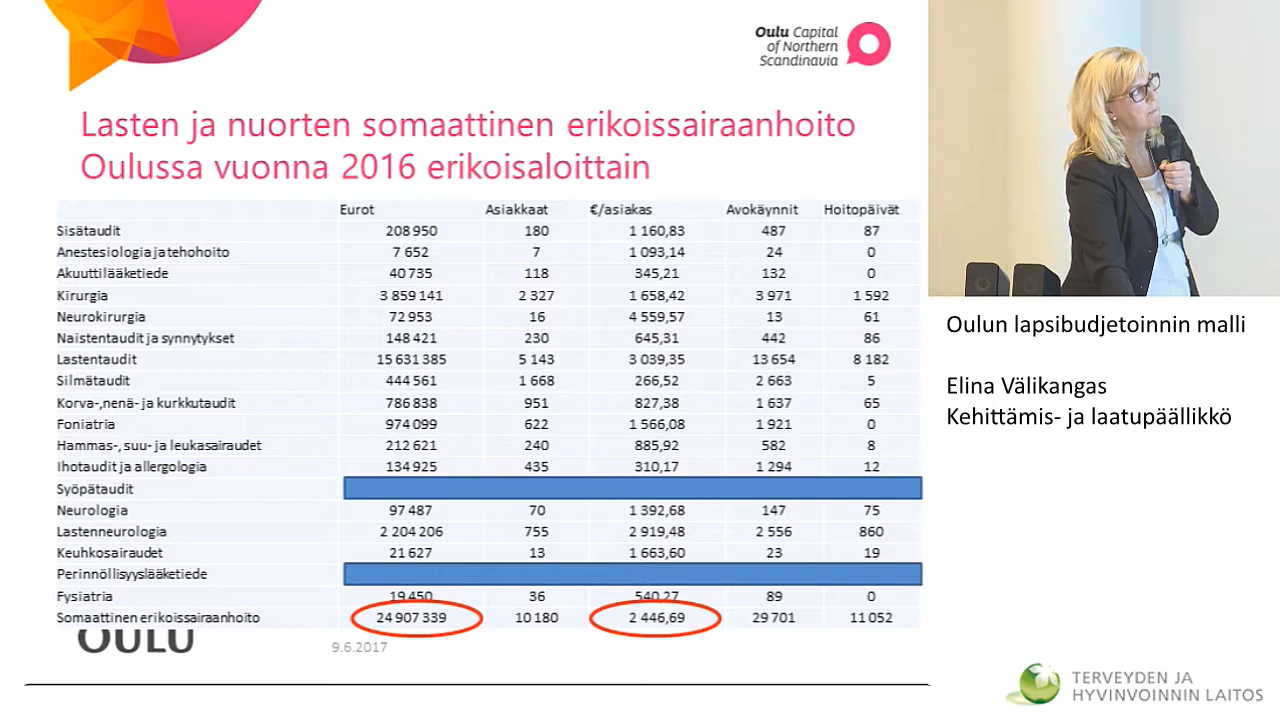 Oulu Capital
of Northern
Scandinavia
Lasten ja nuorten somaattinen erikoissairaanhoito
Oulussa vuonna 2016 erikoisaloittain
Eurot Asiakkaat €/asiakas Avokäynnit Hoitopäivät
Sisätaudit 208 950 180 1 160,83 487 87
Anestesiologia ja tehohoito 7 652 7 1 093,14 24 0
Akuuttilääketiede 40 735 118 345,21 132 0
Kirurgia 3 859 141 2 327 1 658,42 3 971 1 592
Neurokirurgia 72 953 16 4 559,57 13 61
Naistentaudit ja synnytykset 148 421 230 645,31 442 86
Lastentaudit 15 631 385 5 143 3 039,35 13 654 8 182
Silmätaudit 444 561 1 668 266,52 2 663 5
Korva-,nenä- ja kurkkutaudit 786 838 951 827,38 1 637 65
Foniatria 974 099 622 1 566,08 1 921 0
Hammas-, suu- ja leukasairaudet 212 621 240 885,92 582 8
Ihotaudit ja allergologia 134 925 435 310,17 1 294 12
Syöpätaudit
Neurologia 97 487 70 1 392,68 147 75
Lastenneurologia 2 204 206 755 2 919,48 2 556 860
Keuhkosairaudet 21 627 13 1 663,60 23 19
Perinnöllisyyslääketiede
Fysiatria 19 450 36 540,27 89 0
Somaattinen erikoissairaanhoito 24 907 339 10 180 2 446,69 29 701 11 052
OULU
9.6.2017
Oulun lapsibudjetoinnin malli
Elina Välikangas
Kehittämis- ja laatupäällikkö
TERVEYDEN JA
HYVINVOINNIN LAITOS